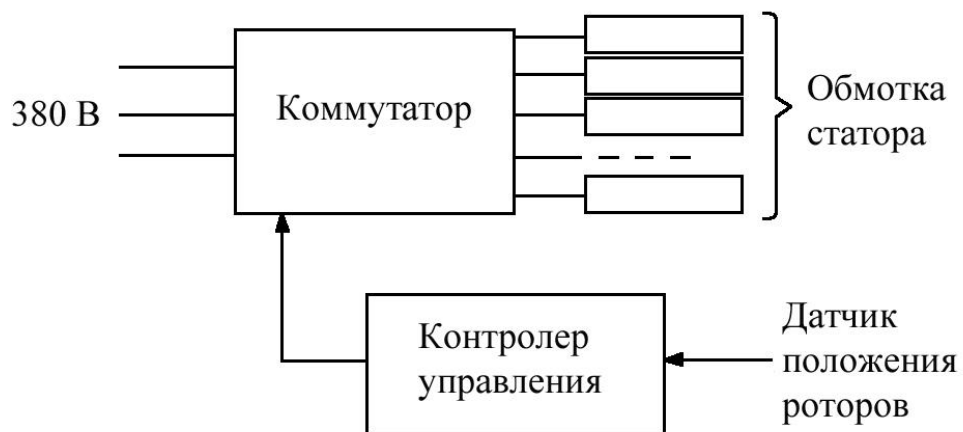 380 В
Коммутатор
Обмотка
статора
Контролер
управления
Датчик
положения
роторов